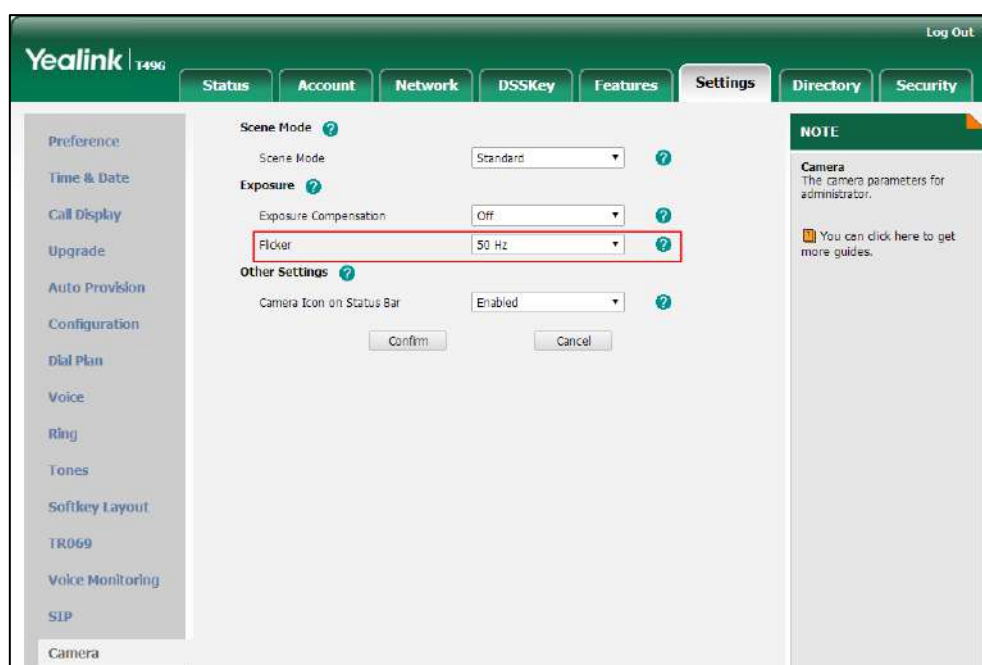 Log Out
Yealink T49G
Status Account Network DSSKey Features Settings Directory Security
Preference
Time & Date
Call Display
Upgrade
Auto Provision
Configuration
Dial Plan
Voice
Ring
Tones
Softkey Layout
TR069
Voice Monitoring
SIP
Camera
Scene Mode ?
Scene Mode Standard ?
Exposure ?
Exposure Compensation Off ?
Flicker 50 Hz ?
Other Settings ?
Camera Icon on Status Bar Enabled ?
Confirm Cancel
NOTE
Camera
The camera parameters for
administrator.
You can click here to get
more guides.